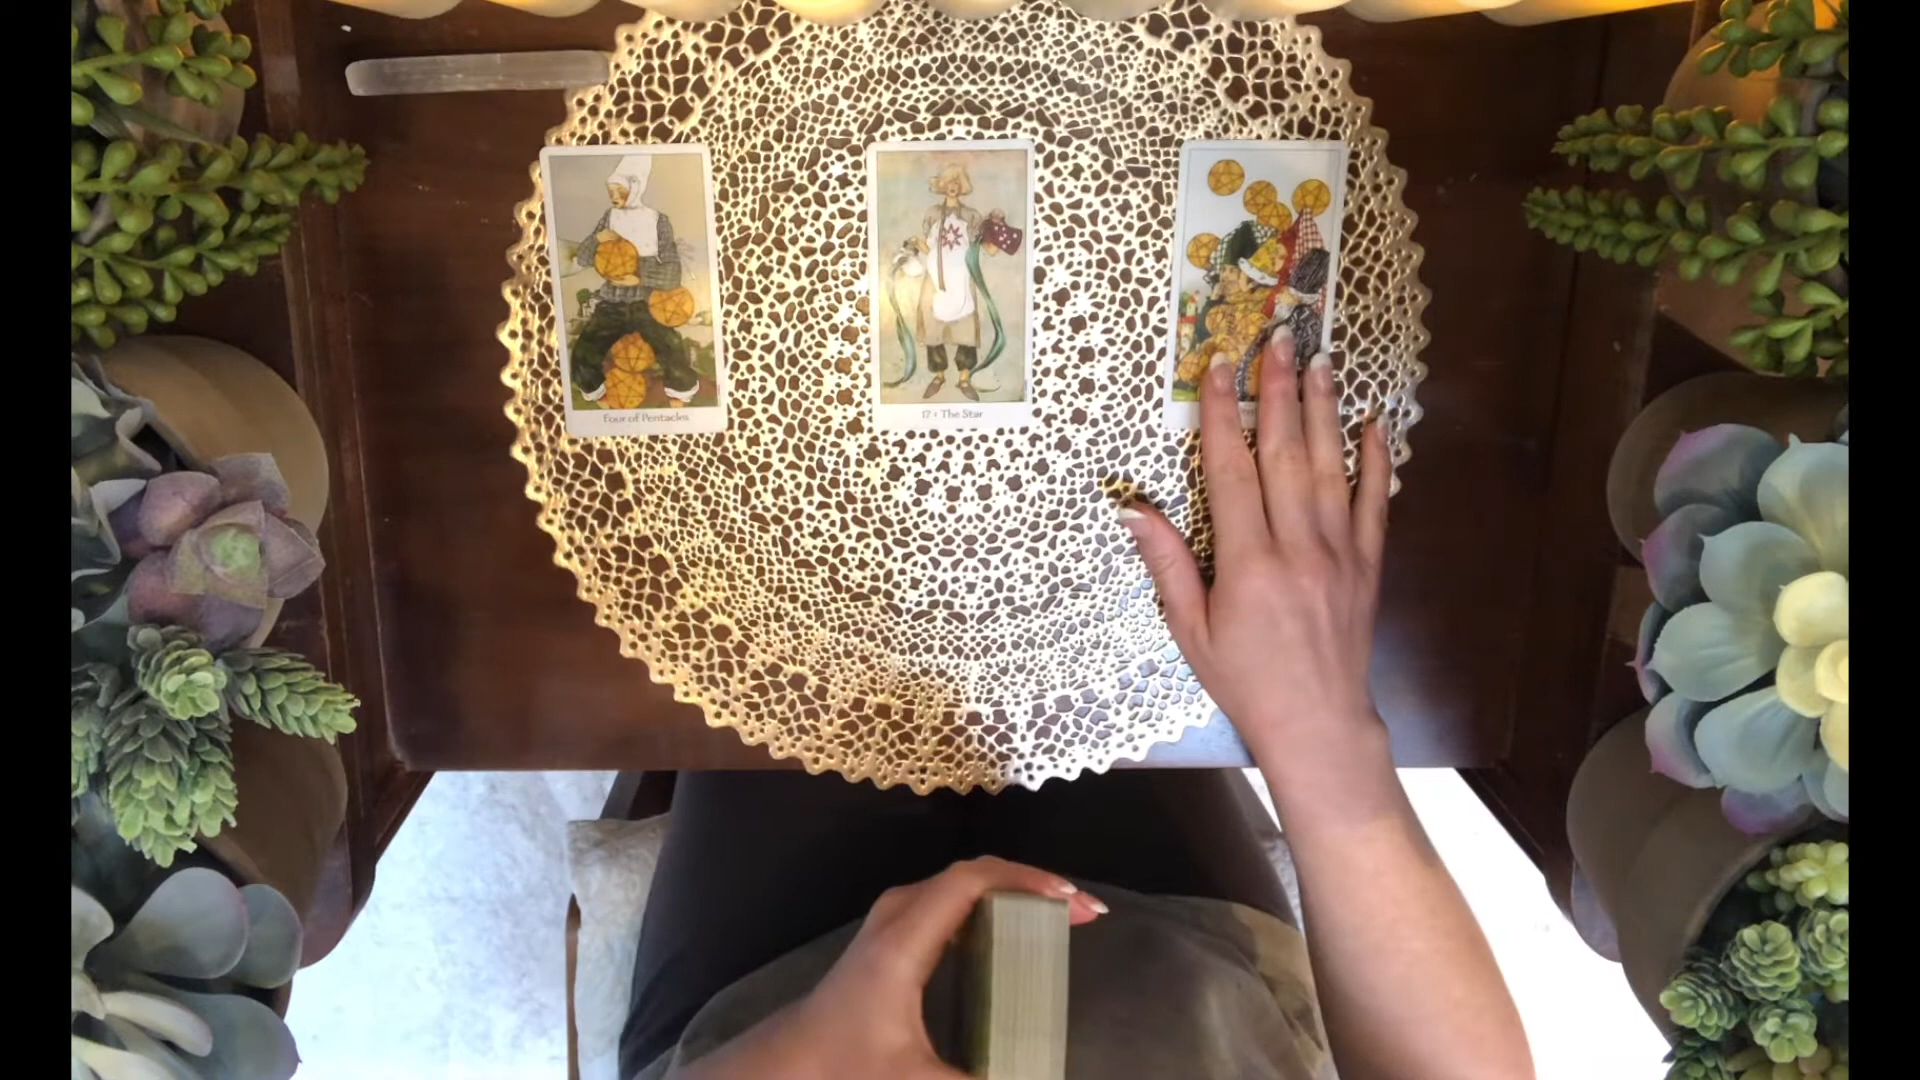 Four of Pentacles
17 • The Star